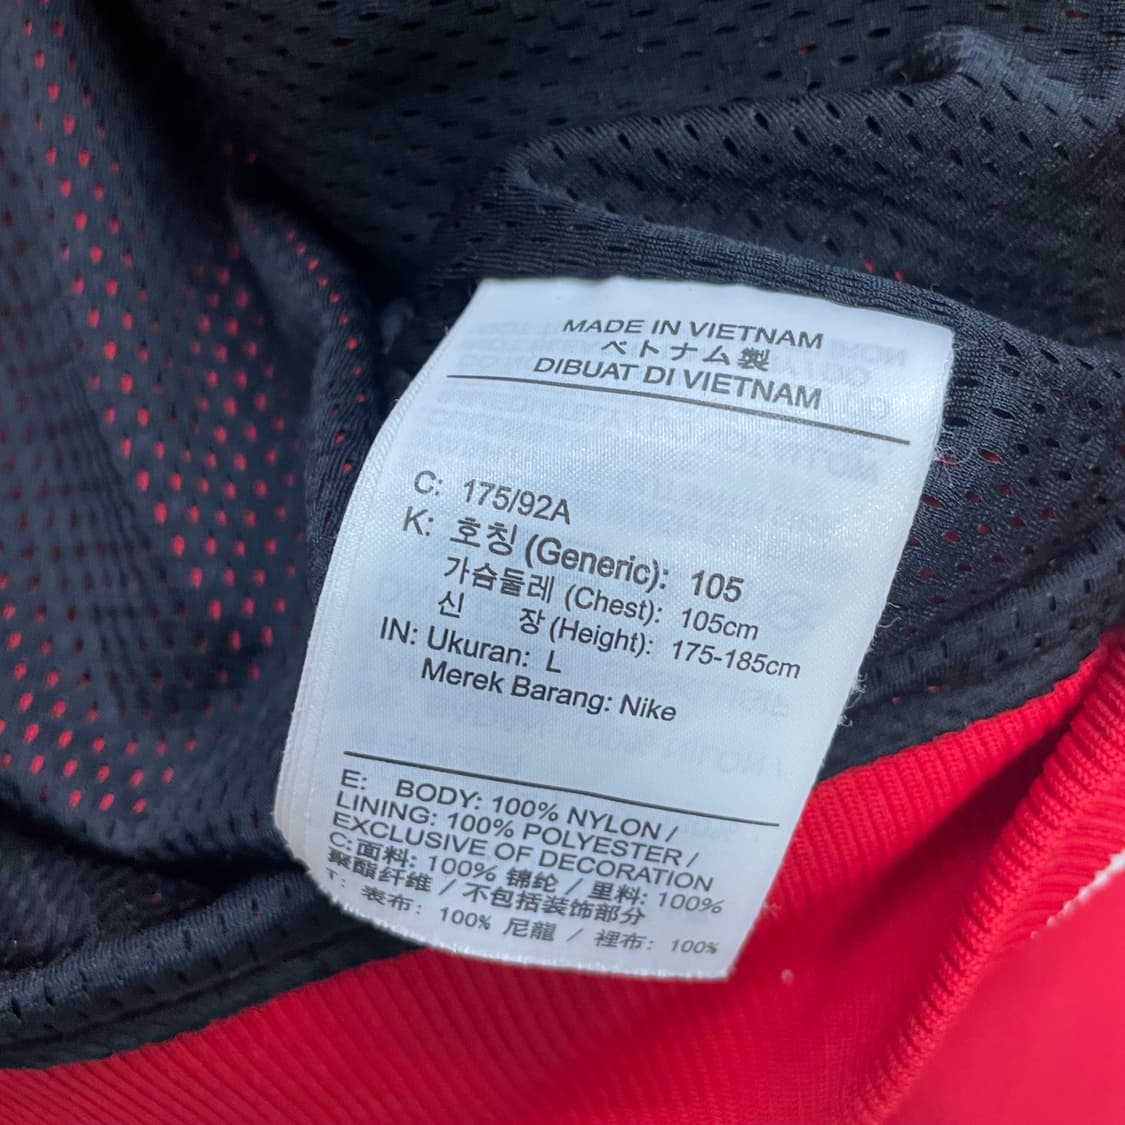 MADE IN VIETNAM
ベトナム製
DIBUAT DI VIETNAM
C: 175/92A
K: 호칭 (Generic): 105
가슴둘레 (Chest): 105cm
신 장 (Height): 175-185cm
IN: Ukuran: L
Merek Barang: Nike
E: BODY: 100% NYLON /
LINING: 100% POLYESTER /
EXCLUSIVE OF DECORATION
C: 面料: 100% 锦纶 / 里料: 100%
聚酯纤维 / 不包括装饰部分
T: 表布: 100% 尼龍 / 裡布: 100%